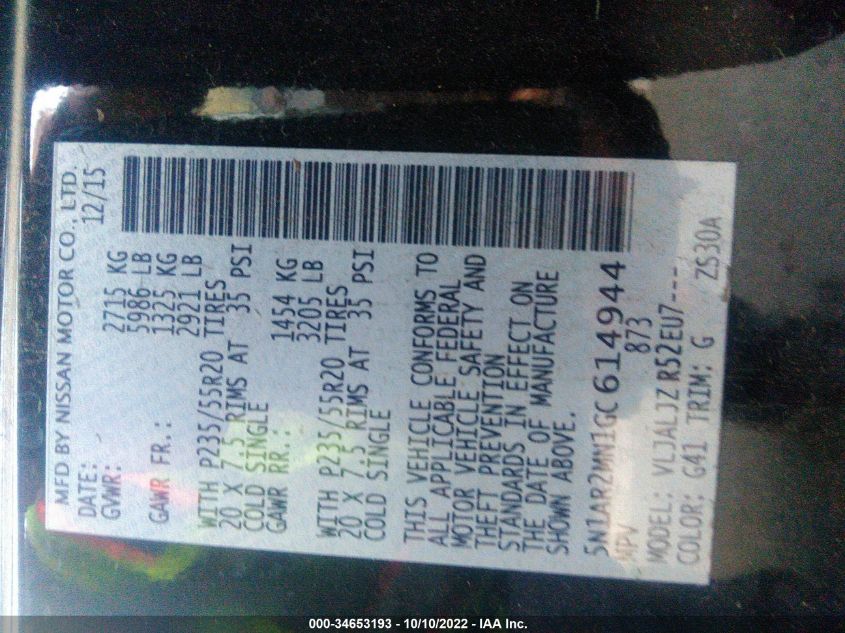 MFD BY NISSAN MOTOR CO., LTD.
DATE: 12/15
GVWR: 2715 KG
5986 LB
GAWR FR.: 1325 KG
2921 LB
WITH P235/55R20 TIRES
20 X 7.5 RIMS AT 35 PSI
COLD SINGLE
GAWR RR.: 1454 KG
3205 LB
WITH P235/55R20 TIRES
20 X 7.5 RIMS AT 35 PSI
COLD SINGLE
THIS VEHICLE CONFORMS TO
ALL APPLICABLE FEDERAL
MOTOR VEHICLE SAFETY AND
THEFT PREVENTION
STANDARDS IN EFFECT ON
THE DATE OF MANUFACTURE
SHOWN ABOVE.
5N1AR2MN1GC614944
MPV 873
MODEL: VLJALJZ R52EU7---
COLOR: G41 TRIM: G ZS30A
000-34653193 - 10/10/2022 - IAA Inc.